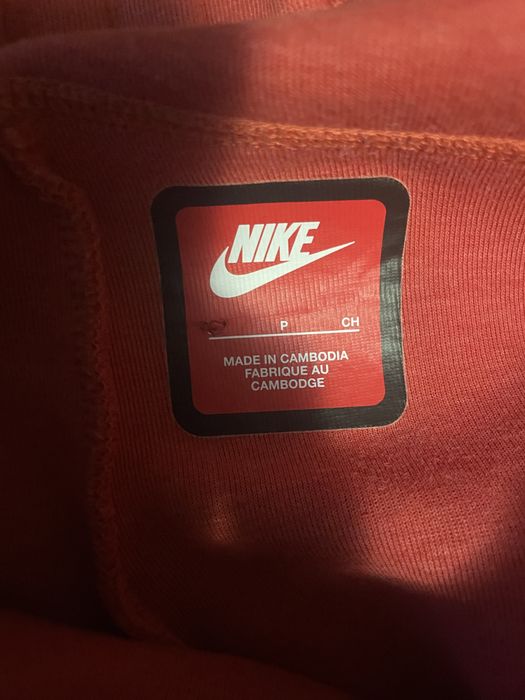 NIKE
P CH
MADE IN CAMBODIA
FABRIQUE AU
CAMBODGE